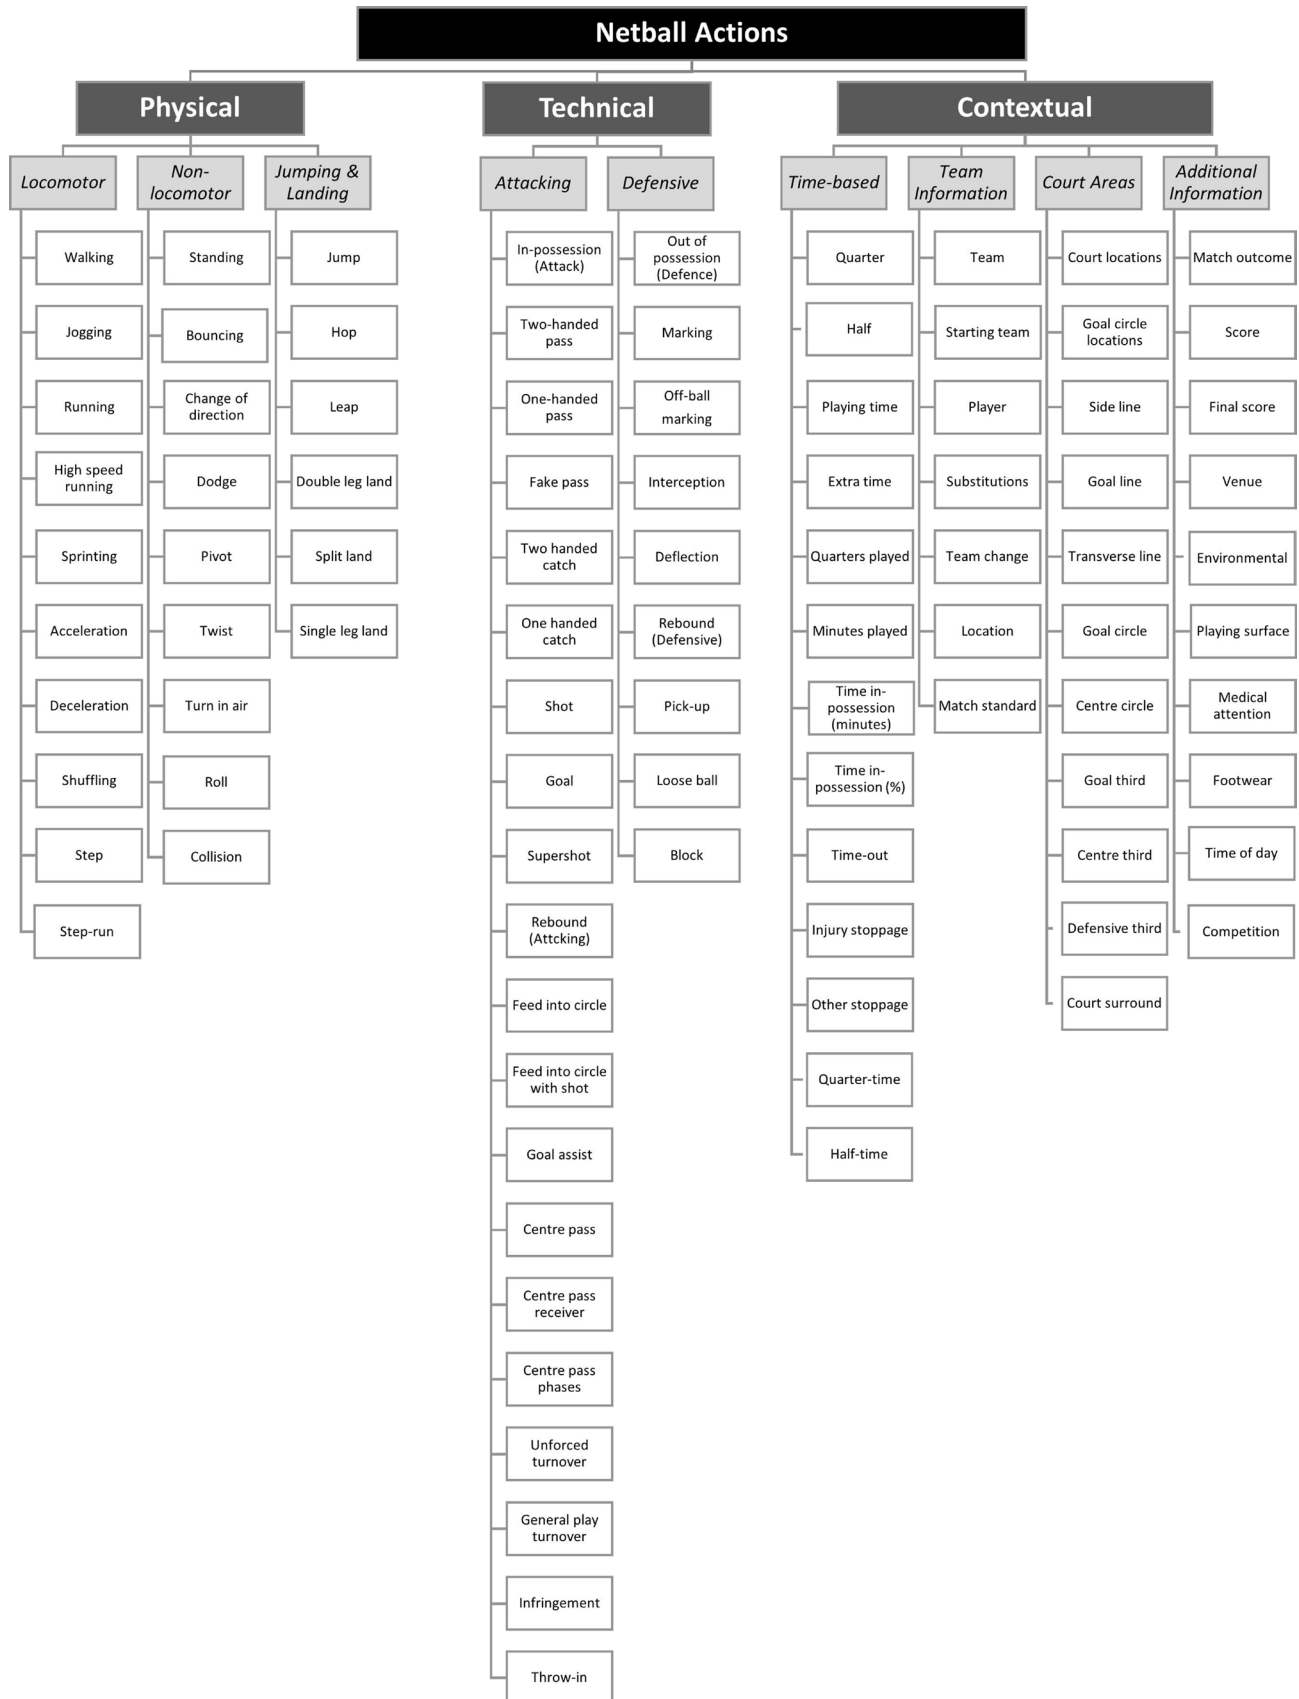 Netball Actions
Physical
Technical
Contextual
Locomotor
Non-
locomotor
Jumping &
Landing
Attacking
Defensive
Time-based
Team
Information
Court Areas
Additional
Information
Walking
Jogging
Running
High speed
running
Sprinting
Acceleration
Deceleration
Shuffling
Step
Step-run
Standing
Bouncing
Change of
direction
Dodge
Pivot
Twist
Turn in air
Roll
Collision
Jump
Hop
Leap
Double leg land
Split land
Single leg land
In-possession
(Attack)
Two-handed
pass
One-handed
pass
Fake pass
Two handed
catch
One handed
catch
Shot
Goal
Supershot
Rebound
(Attcking)
Feed into circle
Feed into circle
with shot
Goal assist
Centre pass
Centre pass
receiver
Centre pass
phases
Unforced
turnover
General play
turnover
Infringement
Throw-in
Out of
possession
(Defence)
Marking
Off-ball
marking
Interception
Deflection
Rebound
(Defensive)
Pick-up
Loose ball
Block
Quarter
Half
Playing time
Extra time
Quarters played
Minutes played
Time in-
possession
(minutes)
Time in-
possession (%)
Time-out
Injury stoppage
Other stoppage
Quarter-time
Half-time
Team
Starting team
Player
Substitutions
Team change
Location
Match standard
Court locations
Goal circle
locations
Side line
Goal line
Transverse line
Goal circle
Centre circle
Goal third
Centre third
Defensive third
Court surround
Match outcome
Score
Final score
Venue
Environmental
Playing surface
Medical
attention
Footwear
Time of day
Competition